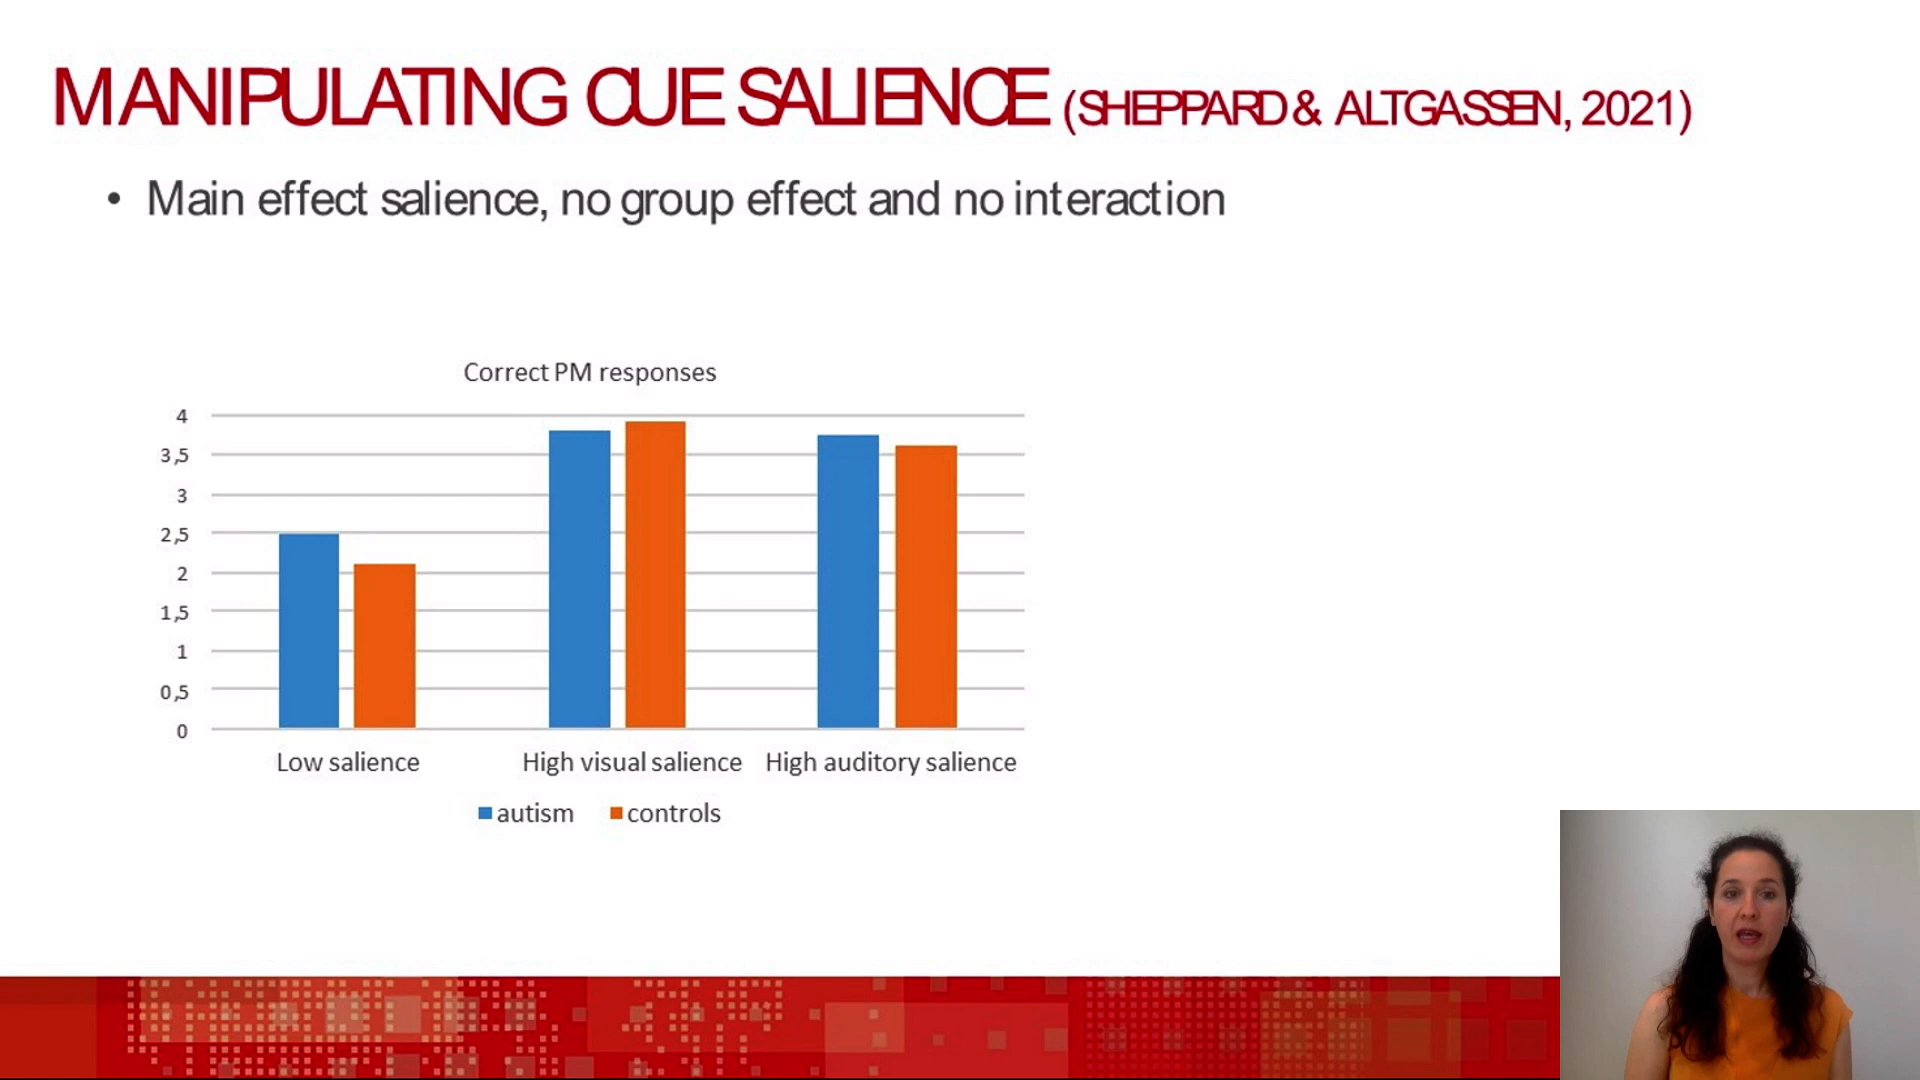 MANIPULATING CUE SALIENCE (SHEPPARD & ALTGASSEN, 2021)
• Main effect salience, no group effect and no interaction
Correct PM responses
4
3,5
3
2,5
2
1,5
1
0,5
0
Low salience High visual salience High auditory salience
autism controls